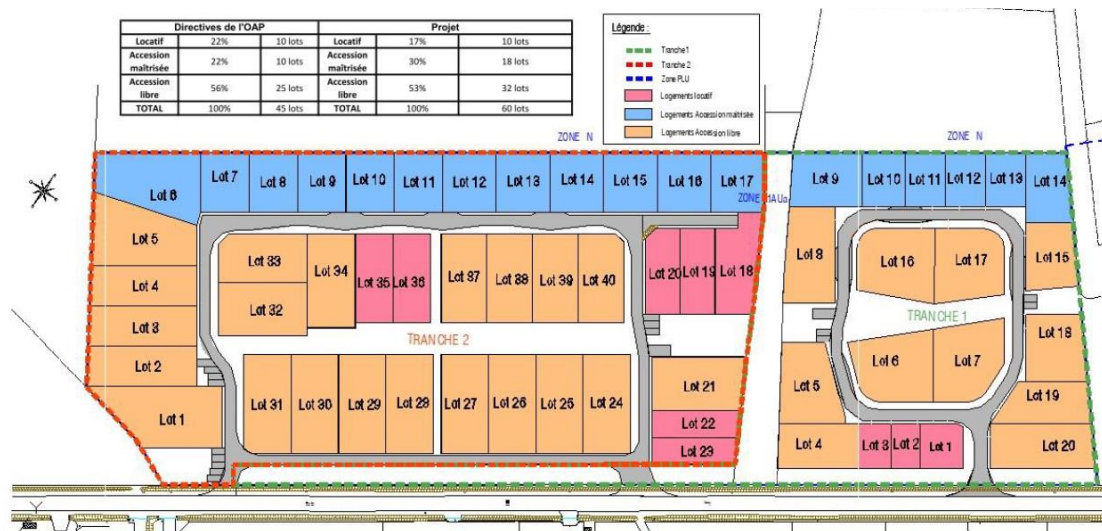 Directives de l'OAP Projet
Locatif 22% 10 lots Locatif 17% 10 lots
Accession maîtrisée 22% 10 lots Accession maîtrisée 30% 18 lots
Accession libre 56% 25 lots Accession libre 53% 32 lots
TOTAL 100% 45 lots TOTAL 100% 60 lots
Légende :
Tranche 1
Tranche 2
Zone PLU
Logements locatif
Logements Accession maîtrisée
Logements Accession libre
ZONE N
ZONE N
Lot 6
Lot 7
Lot 8
Lot 9
Lot 10
Lot 11
Lot 12
Lot 13
Lot 14
Lot 15
Lot 16
Lot 17
Lot 9
Lot 10
Lot 11
Lot 12
Lot 13
Lot 14
ZONE 1AUa
Lot 5
Lot 4
Lot 3
Lot 2
Lot 1
Lot 33
Lot 32
Lot 34
Lot 35
Lot 36
Lot 37
Lot 38
Lot 39
Lot 40
Lot 20
Lot 19
Lot 18
TRANCHE 2
Lot 31
Lot 30
Lot 29
Lot 28
Lot 27
Lot 26
Lot 25
Lot 24
Lot 21
Lot 22
Lot 23
Lot 8
Lot 16
Lot 17
Lot 15
TRANCHE 1
Lot 6
Lot 7
Lot 18
Lot 5
Lot 19
Lot 4
Lot 3
Lot 2
Lot 1
Lot 20